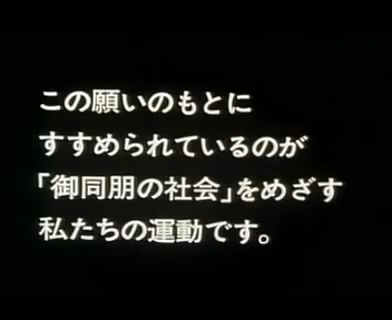 この願いのもとに
すすめられているのが
「御同朋の社会」をめざす
私たちの運動です。